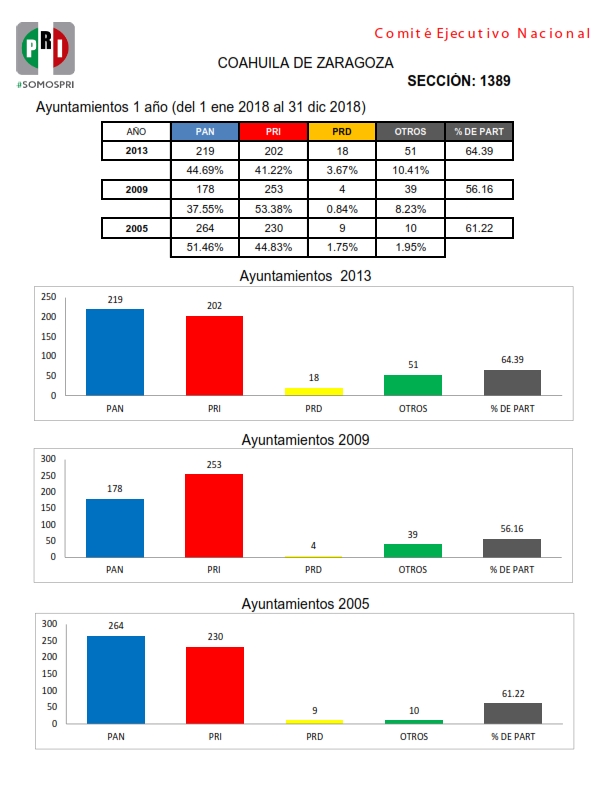 PRI
#SOMOSPRI
Comité Ejecutivo Nacional
COAHUILA DE ZARAGOZA
SECCIÓN: 1389
Ayuntamientos 1 año (del 1 ene 2018 al 31 dic 2018)
AÑO PAN PRI PRD OTROS % DE PART
2013 219 202 18 51 64.39
44.69% 41.22% 3.67% 10.41%
2009 178 253 4 39 56.16
37.55% 53.38% 0.84% 8.23%
2005 264 230 9 10 61.22
51.46% 44.83% 1.75% 1.95%
Ayuntamientos 2013
250
200
150
100
50
0
219 202 18 51 64.39
PAN PRI PRD OTROS % DE PART
Ayuntamientos 2009
300
250
200
150
100
50
0
178 253 4 39 56.16
PAN PRI PRD OTROS % DE PART
Ayuntamientos 2005
300
250
200
150
100
50
0
264 230 9 10 61.22
PAN PRI PRD OTROS % DE PART